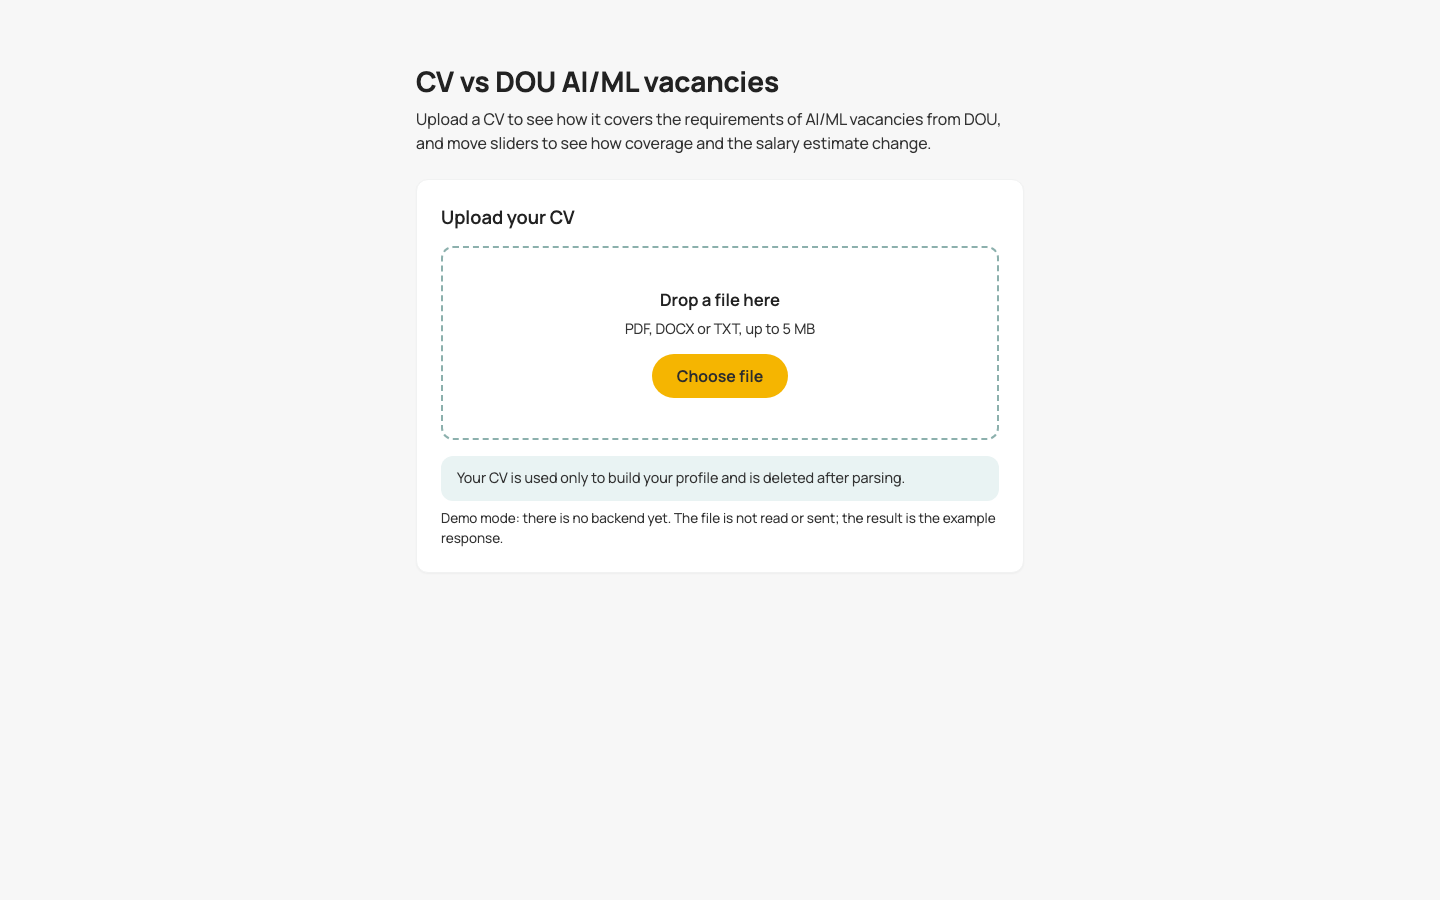 CV vs DOU AI/ML vacancies
Upload a CV to see how it covers the requirements of AI/ML vacancies from DOU,
and move sliders to see how coverage and the salary estimate change.
Upload your CV
Drop a file here
PDF, DOCX or TXT, up to 5 MB
Choose file
Your CV is used only to build your profile and is deleted after parsing.
Demo mode: there is no backend yet. The file is not read or sent; the result is the example
response.